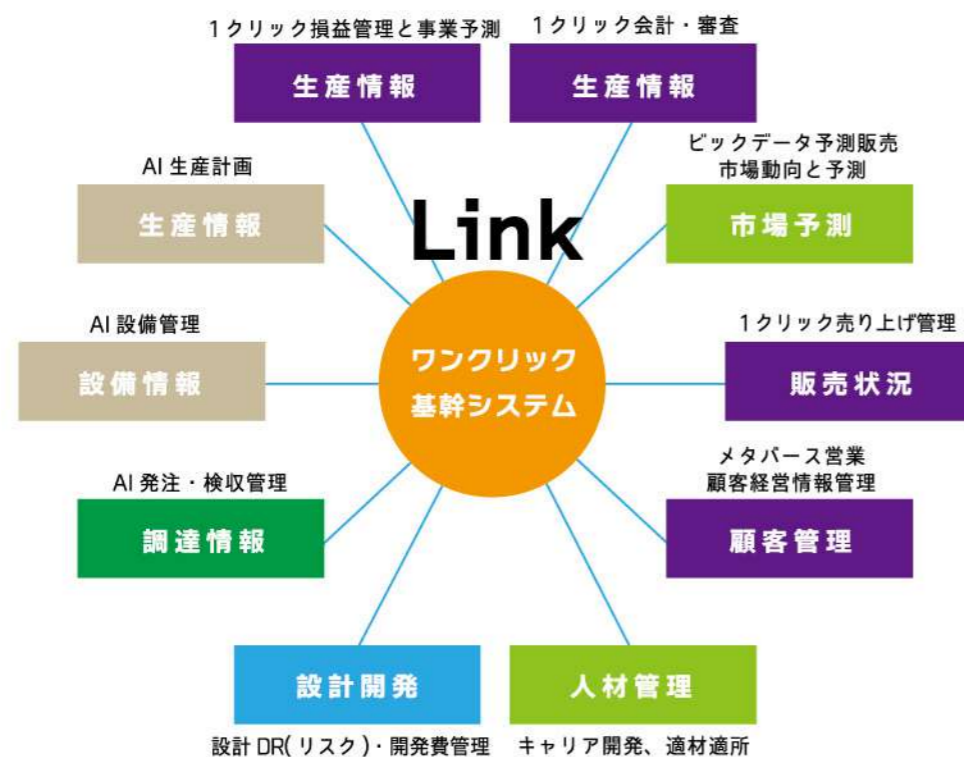 1クリック損益管理と事業予測
生産情報
1クリック会計・審査
生産情報
AI 生産計画
生産情報
ビックデータ予測販売
市場動向と予測
市場予測
Link
AI 設備管理
設備情報
ワンクリック
基幹システム
1クリック売り上げ管理
販売状況
AI 発注・検収管理
調達情報
メタバース営業
顧客経営情報管理
顧客管理
設計開発
設計 DR( リスク )・開発費管理
人材管理
キャリア開発、適材適所